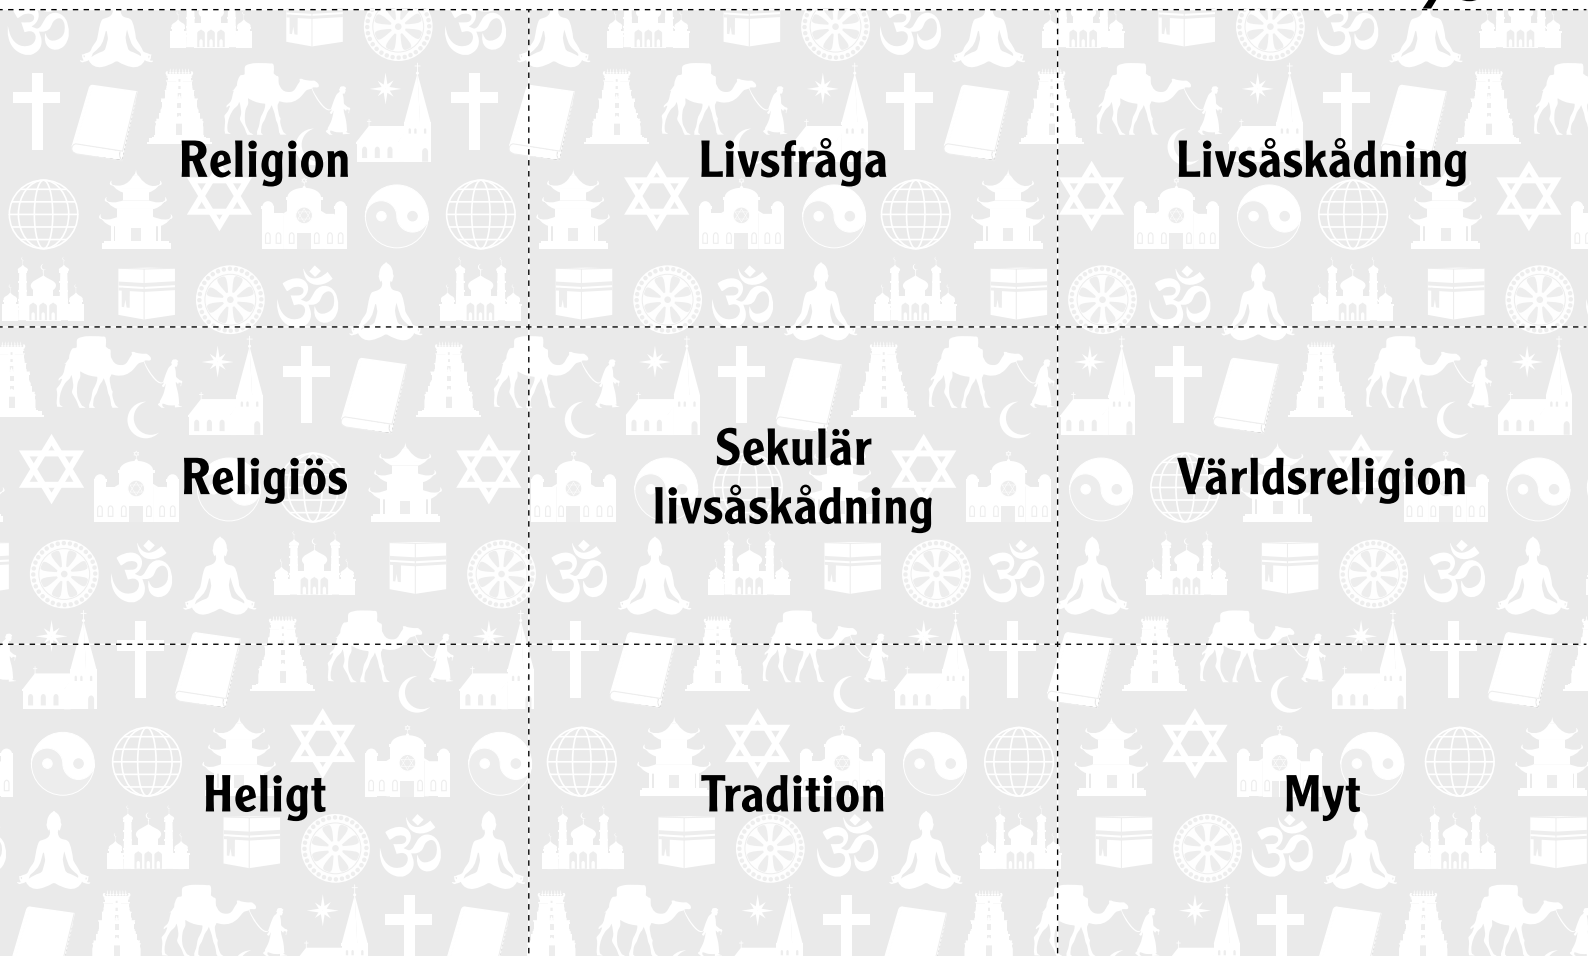 Religion
Livsfråga
Livsåskådning
Religiös
Sekulär
livsåskådning
Världsreligion
Heligt
Tradition
Myt